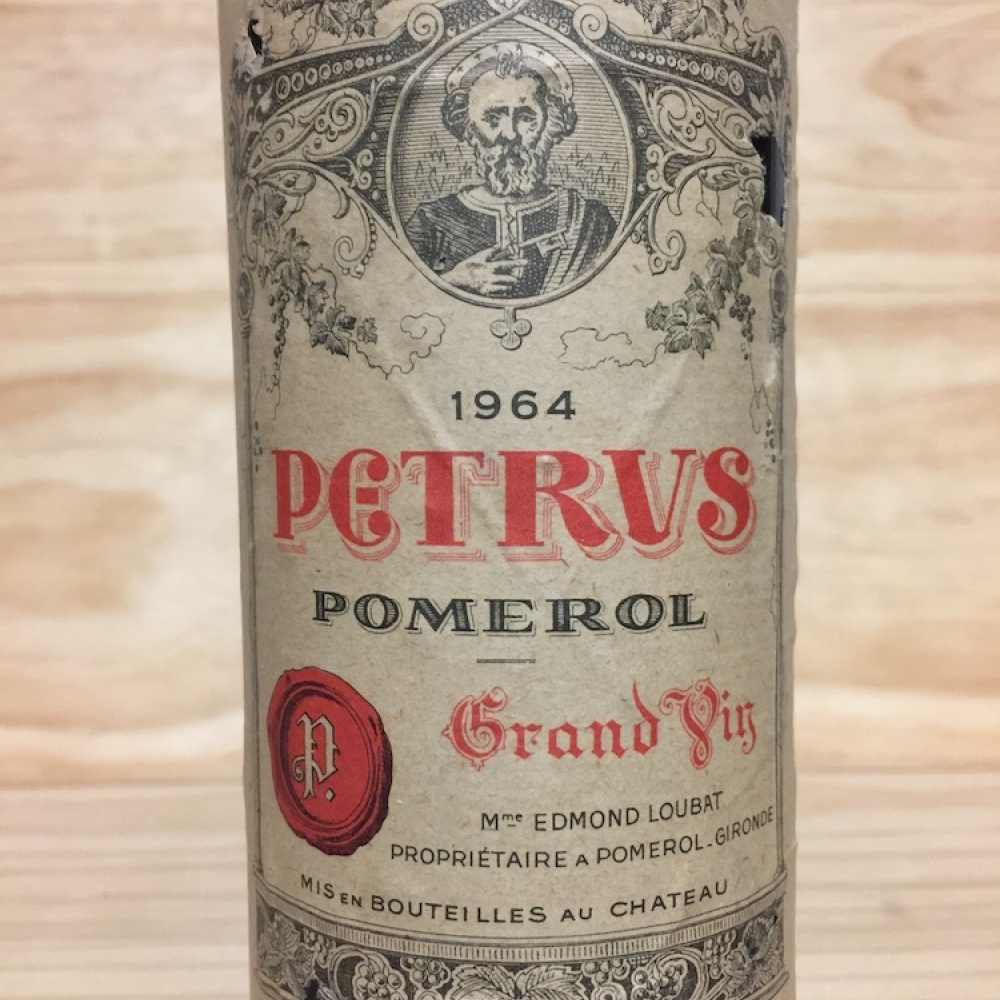 1964
PETRVS
POMEROL
Grand Vin
P.
Mme EDMOND LOUBAT
PROPRIÉTAIRE A POMEROL-GIRONDE
MIS EN BOUTEILLES AU CHATEAU